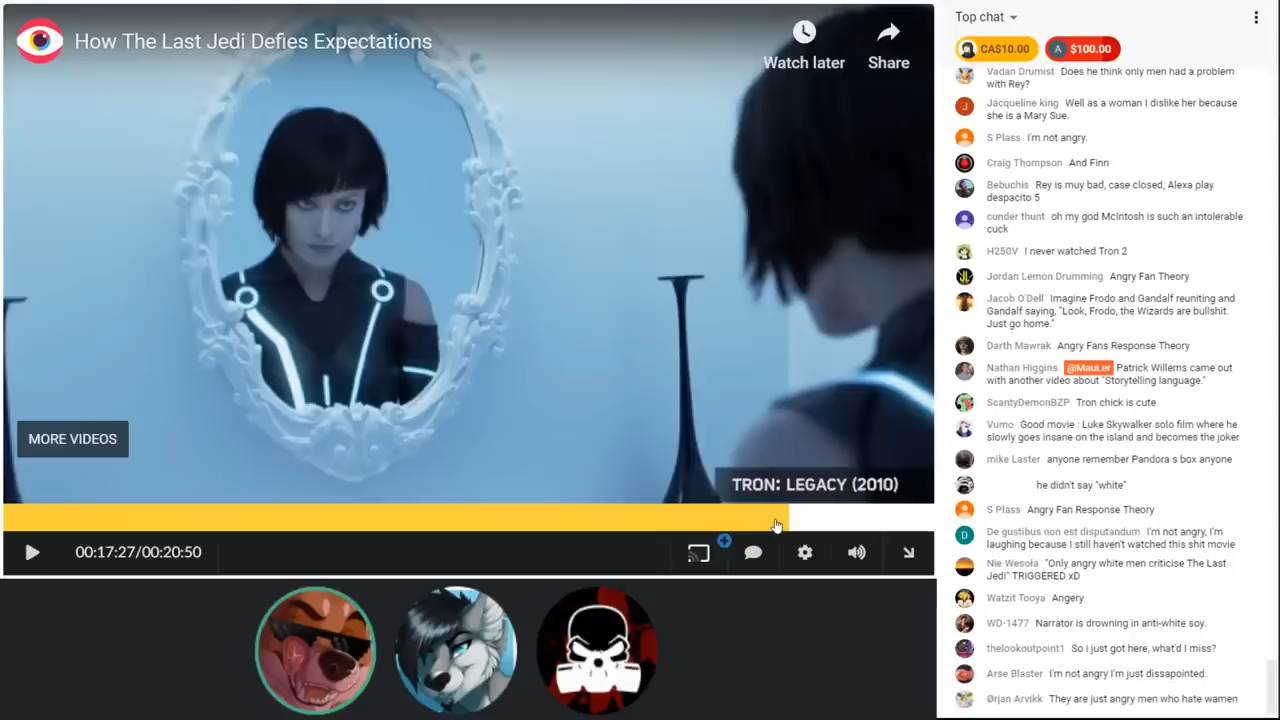 How The Last Jedi Defies Expectations
Watch later
Share
MORE VIDEOS
TRON: LEGACY (2010)
00:17:27/00:20:50
Top chat
CA$10.00
A $100.00
Vadan Drumist Does he think only men had a problem
with Rey?
J
Jacqueline king Well as a woman I dislike her because
she is a Mary Sue.
S Plass I'm not angry.
Craig Thompson And Finn
Bebuchis Rey is muy bad, case closed, Alexa play
despacito 5
cunder thunt oh my god McIntosh is such an intolerable
cuck
H250V I never watched Tron 2
Jordan Lemon Drumming Angry Fan Theory
Jacob O'Dell Imagine Frodo and Gandalf reuniting and
Gandalf saying, "Look, Frodo, the Wizards are bullshit.
Just go home."
Darth Mawrak Angry Fans Response Theory
Nathan Higgins @MauLer Patrick Willems came out
with another video about "Storytelling language."
ScantyDemonBZP Tron chick is cute
Vumo Good movie : Luke Skywalker solo film where he
slowly goes insane on the island and becomes the joker
mike Laster anyone remember Pandora s box anyone
he didn't say "white"
S Plass Angry Fan Response Theory
D
De gustibus non est disputandum I'm not angry, I'm
laughing because I still haven't watched this shit movie
Nie Wesoła "Only angry white men criticise The Last
Jedi" TRIGGERED xD
Watzit Tooya Angery
WD-1477 Narrator is drowning in anti-white soy.
thelookoutpoint1 So i just got here, what'd I miss?
Arse Blaster I'm not angry I'm just dissapointed.
Ørjan Arvikk They are just angry men who hate wamen